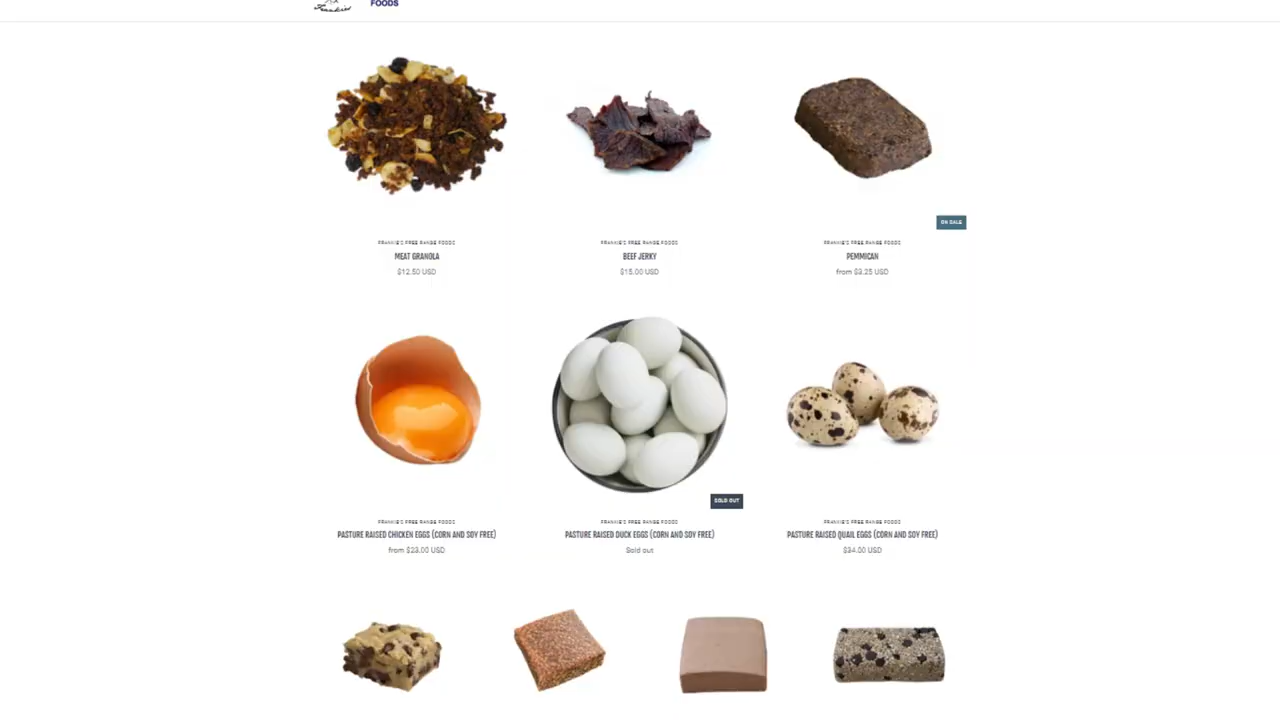 Frankies
FOODS
ON SALE
FRANKIE'S FREE RANGE FOODS
MEAT GRANOLA
$12.50 USD
FRANKIE'S FREE RANGE FOODS
BEEF JERKY
$15.00 USD
FRANKIE'S FREE RANGE FOODS
PEMMICAN
from $3.25 USD
SOLD OUT
FRANKIE'S FREE RANGE FOODS
PASTURE RAISED CHICKEN EGGS (CORN AND SOY FREE)
from $23.00 USD
FRANKIE'S FREE RANGE FOODS
PASTURE RAISED DUCK EGGS (CORN AND SOY FREE)
Sold out
FRANKIE'S FREE RANGE FOODS
PASTURE RAISED QUAIL EGGS (CORN AND SOY FREE)
$34.00 USD